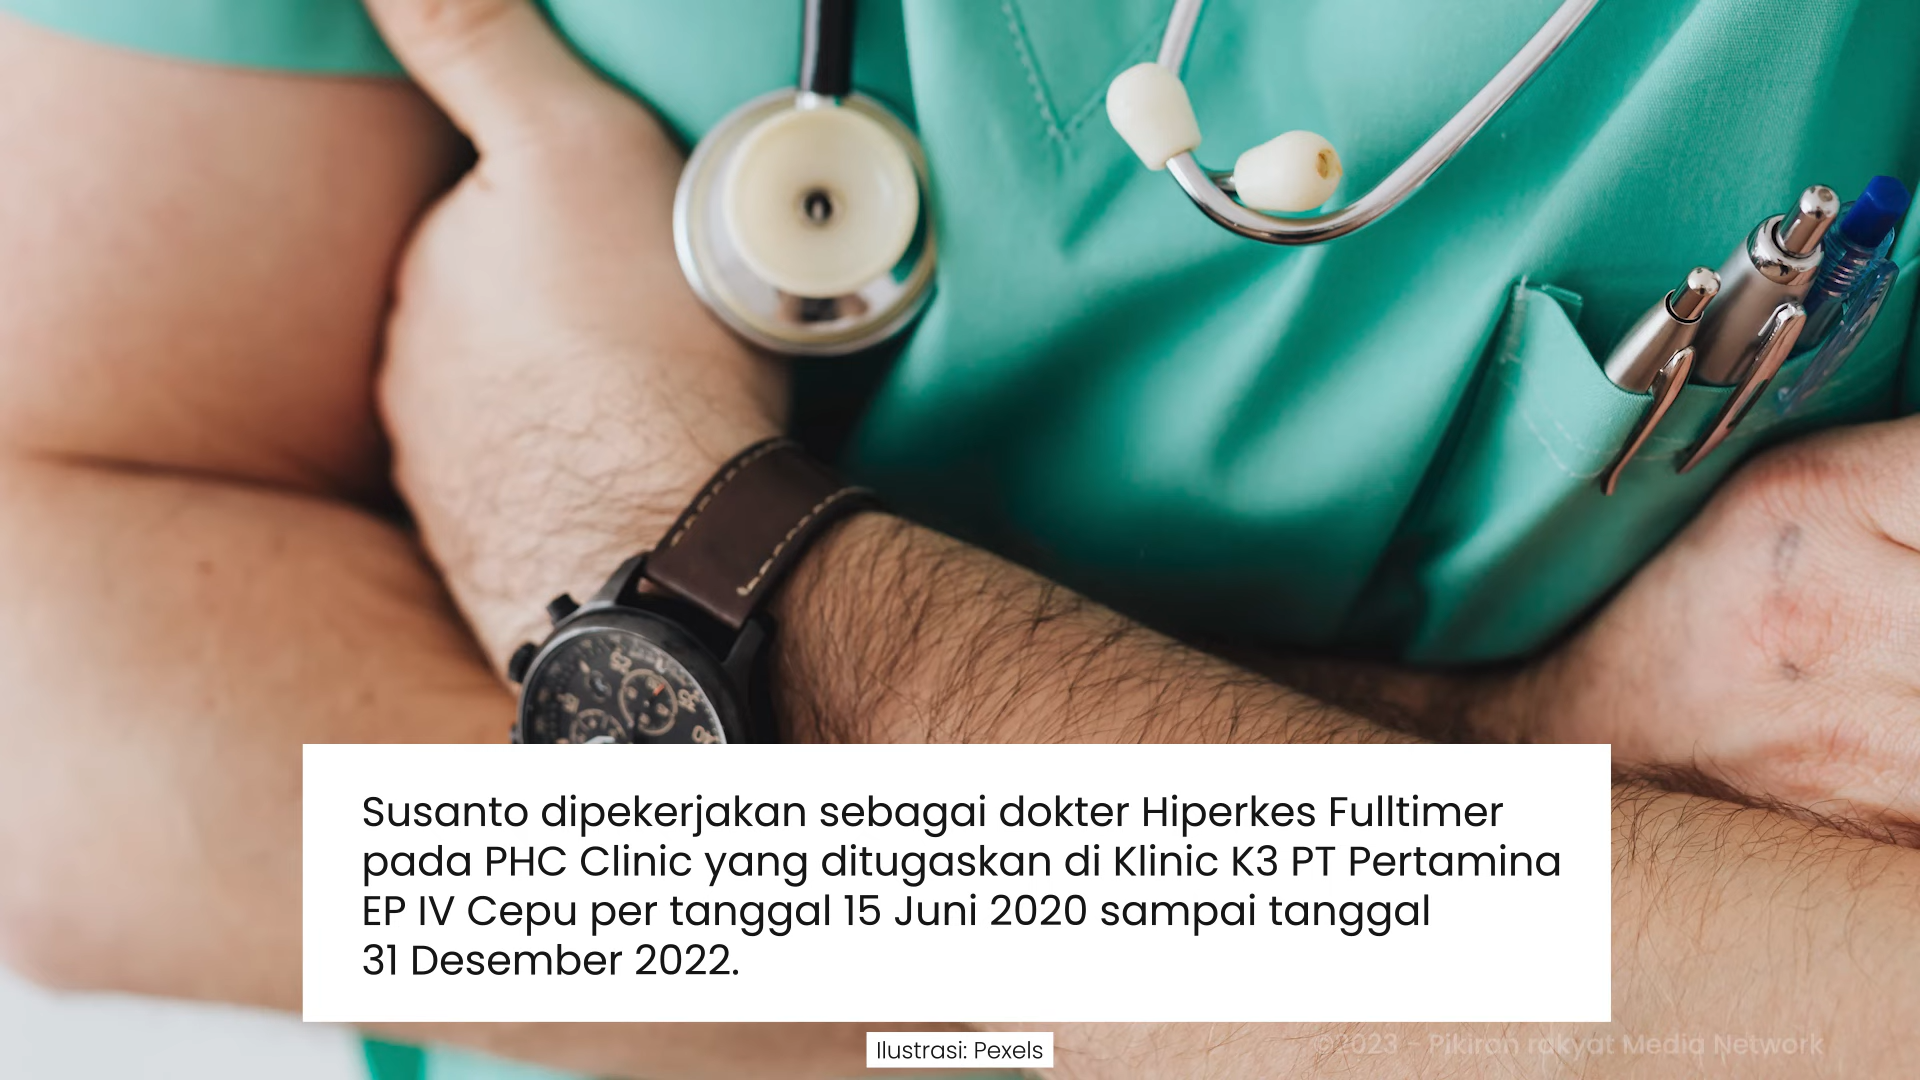 Susanto dipekerjakan sebagai dokter Hiperkes Fulltimer
pada PHC Clinic yang ditugaskan di Klinic K3 PT Pertamina
EP IV Cepu per tanggal 15 Juni 2020 sampai tanggal
31 Desember 2022.
Ilustrasi: Pexels
©2023 - Pikiran rakyat Media Network